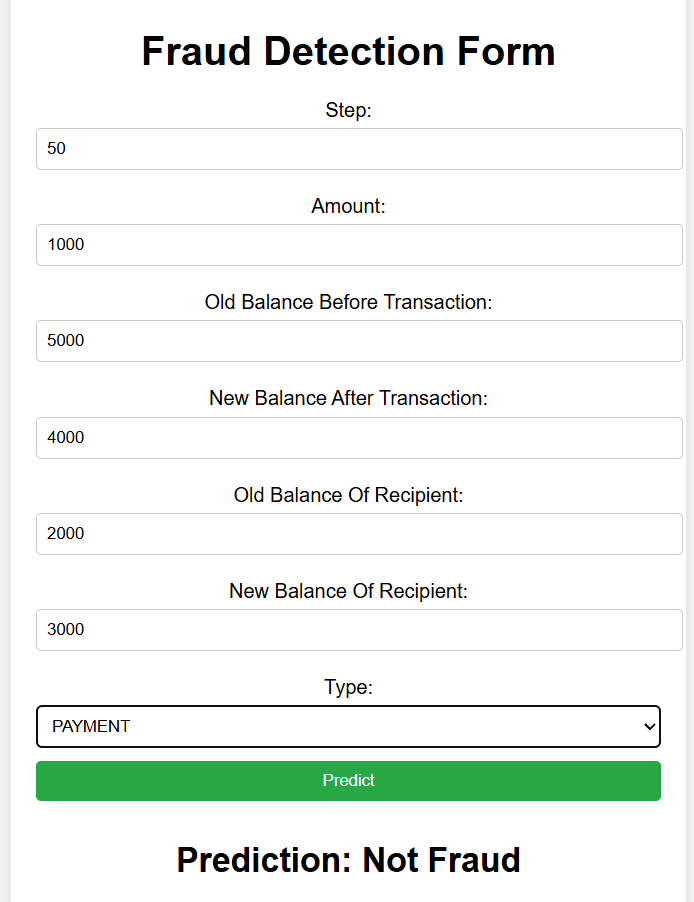 Fraud Detection Form
Step:
50
Amount:
1000
Old Balance Before Transaction:
5000
New Balance After Transaction:
4000
Old Balance Of Recipient:
2000
New Balance Of Recipient:
3000
Type:
PAYMENT
Predict
Prediction: Not Fraud